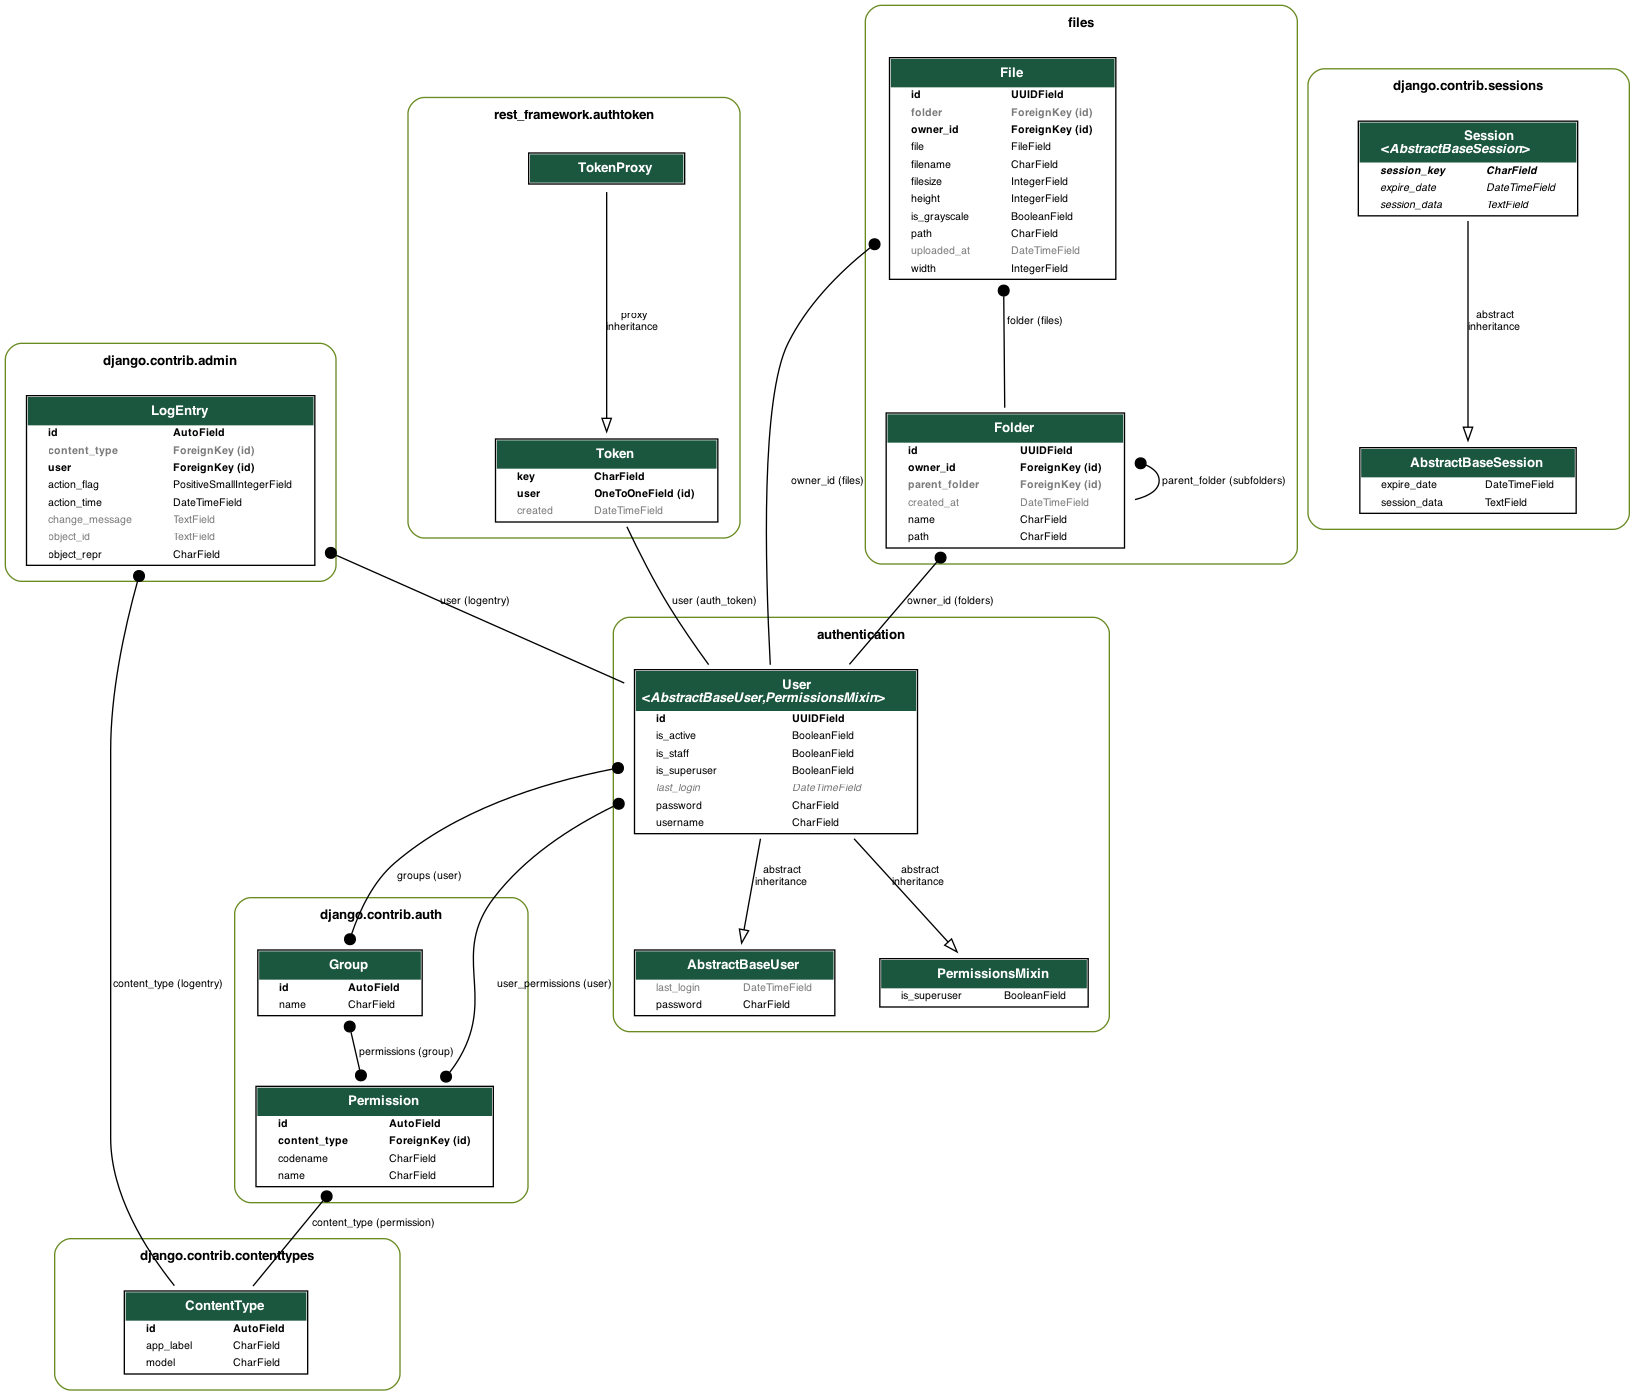 files
File
id UUIDField
folder ForeignKey (id)
owner_id ForeignKey (id)
file FileField
filename CharField
filesize IntegerField
height IntegerField
is_grayscale BooleanField
path CharField
uploaded_at DateTimeField
width IntegerField
folder (files)
Folder
id UUIDField
owner_id ForeignKey (id)
parent_folder ForeignKey (id)
created_at DateTimeField
name CharField
path CharField
parent_folder (subfolders)
django.contrib.sessions
Session
<AbstractBaseSession>
session_key CharField
expire_date DateTimeField
session_data TextField
abstract
inheritance
AbstractBaseSession
expire_date DateTimeField
session_data TextField
rest_framework.authtoken
TokenProxy
proxy
inheritance
Token
key CharField
user OneToOneField (id)
created DateTimeField
django.contrib.admin
LogEntry
id AutoField
content_type ForeignKey (id)
user ForeignKey (id)
action_flag PositiveSmallIntegerField
action_time DateTimeField
change_message TextField
object_id TextField
object_repr CharField
owner_id (files)
user (logentry)
user (auth_token)
owner_id (folders)
authentication
User
<AbstractBaseUser,PermissionsMixin>
id UUIDField
is_active BooleanField
is_staff BooleanField
is_superuser BooleanField
last_login DateTimeField
password CharField
username CharField
abstract
inheritance
abstract
inheritance
AbstractBaseUser
last_login DateTimeField
password CharField
PermissionsMixin
is_superuser BooleanField
groups (user)
user_permissions (user)
content_type (logentry)
django.contrib.auth
Group
id AutoField
name CharField
permissions (group)
Permission
id AutoField
content_type ForeignKey (id)
codename CharField
name CharField
content_type (permission)
django.contrib.contenttypes
ContentType
id AutoField
app_label CharField
model CharField